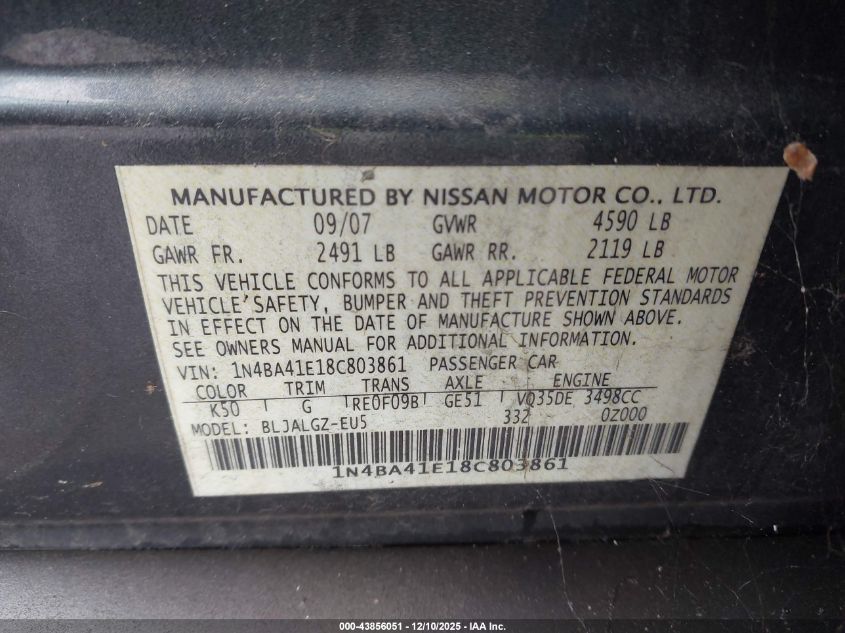 MANUFACTURED BY NISSAN MOTOR CO., LTD.
DATE 09/07 GVWR 4590 LB
GAWR FR. 2491 LB GAWR RR. 2119 LB
THIS VEHICLE CONFORMS TO ALL APPLICABLE FEDERAL MOTOR
VEHICLE SAFETY, BUMPER AND THEFT PREVENTION STANDARDS
IN EFFECT ON THE DATE OF MANUFACTURE SHOWN ABOVE.
SEE OWNERS MANUAL FOR ADDITIONAL INFORMATION.
VIN: 1N4BA41E18C803861 PASSENGER CAR
COLOR TRIM TRANS AXLE ENGINE
K50 G RE0F09B GE51 VQ35DE 3498CC
MODEL: BLJALGZ-EU5 332 0Z000
1N4BA41E18C803861
000-43856051 - 12/10/2025 - IAA Inc.